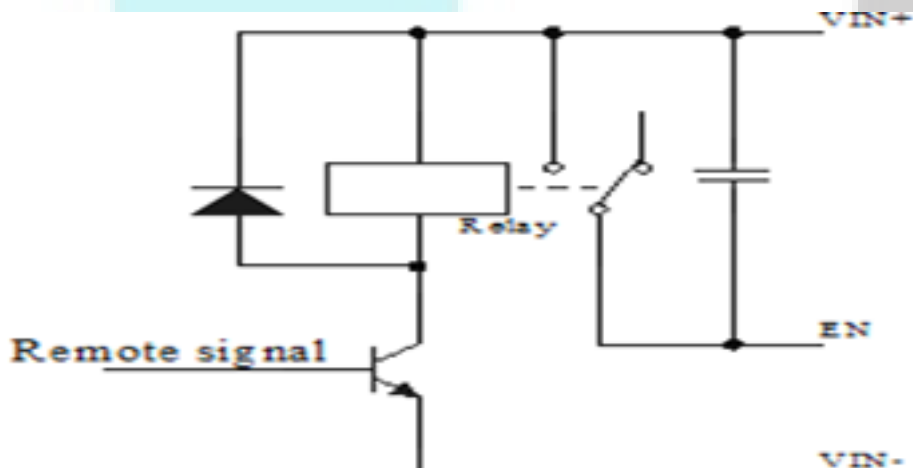 VIN+
Relay
EN
Remote signal
VIN-